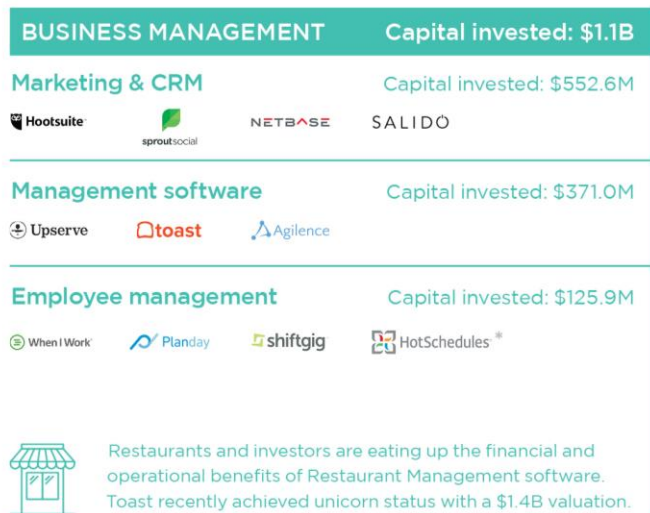 BUSINESS MANAGEMENT Capital invested: $1.1B
Marketing & CRM Capital invested: $552.6M
Hootsuite sproutsocial NETBASE SALIDO
Management software Capital invested: $371.0M
Upserve toast Agilence
Employee management Capital invested: $125.9M
When I Work Planday shiftgig HotSchedules *
Restaurants and investors are eating up the financial and
operational benefits of Restaurant Management software.
Toast recently achieved unicorn status with a $1.4B valuation.